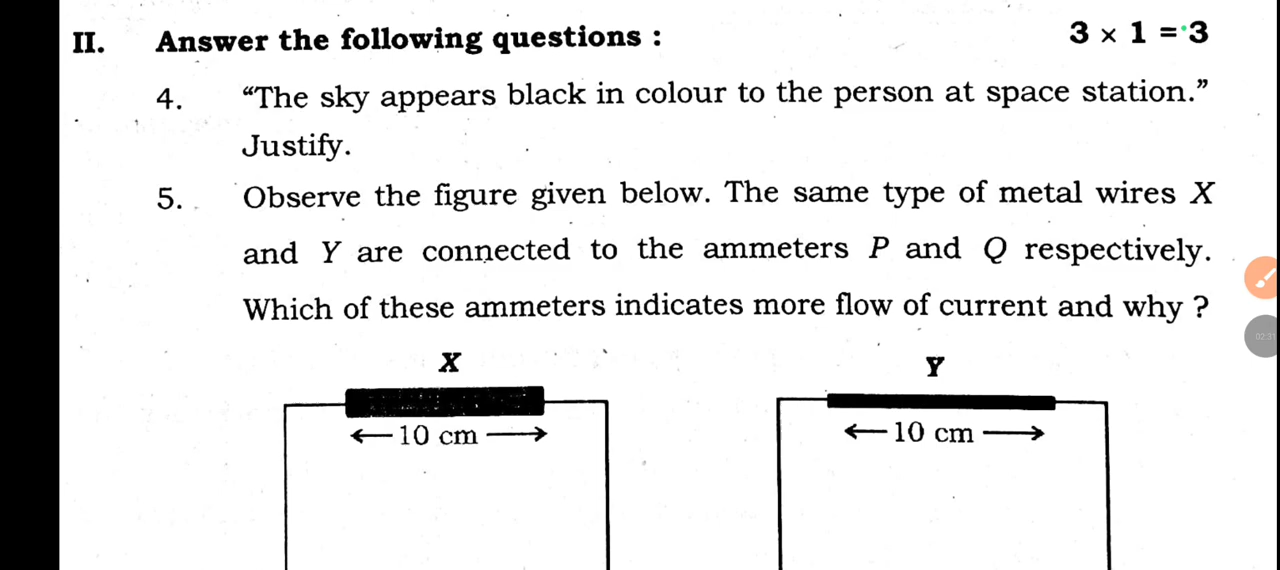 II. Answer the following questions : 3 × 1 = 3
4. “The sky appears black in colour to the person at space station.”
Justify.
5. Observe the figure given below. The same type of metal wires X
and Y are connected to the ammeters P and Q respectively.
Which of these ammeters indicates more flow of current and why ?
X Y
10 cm 10 cm